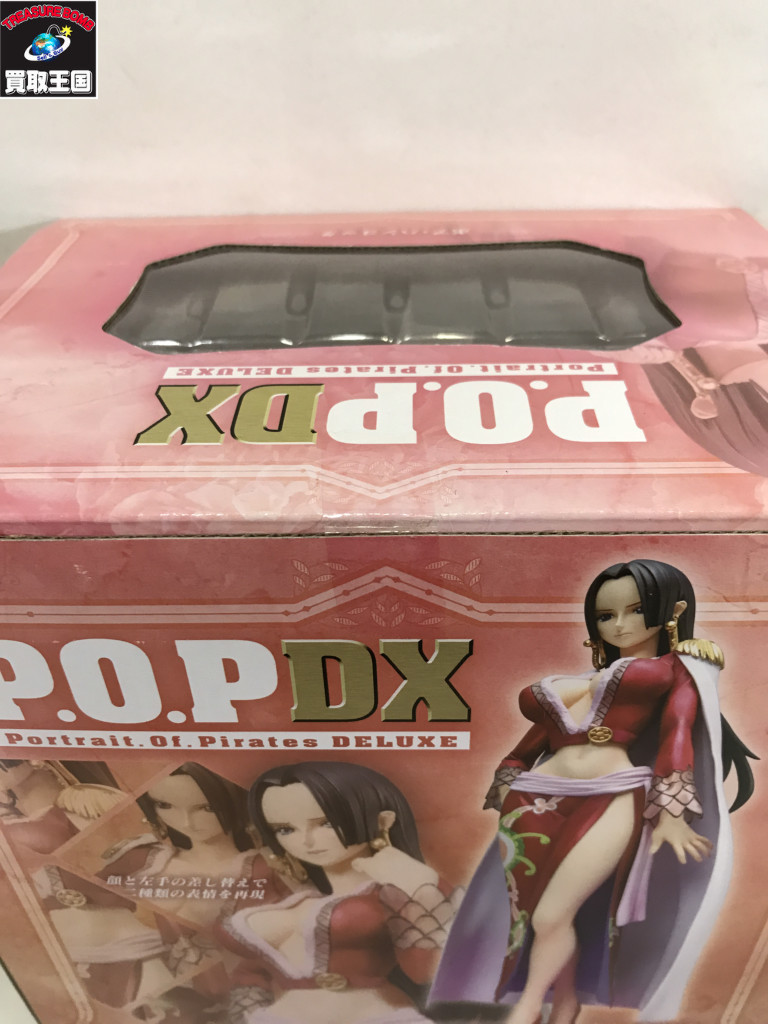 TREASURE BOMB
買取王国
Portrait.Of.Pirates DELUXE
P.O.P DX
P.O.P DX
Portrait.Of.Pirates DELUXE
顔と左手の差し替えで
二種類の表情を再現